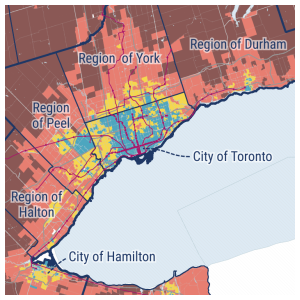 Region of York
Region of Durham
Region
of Peel
City of Toronto
Region of
Halton
City of Hamilton